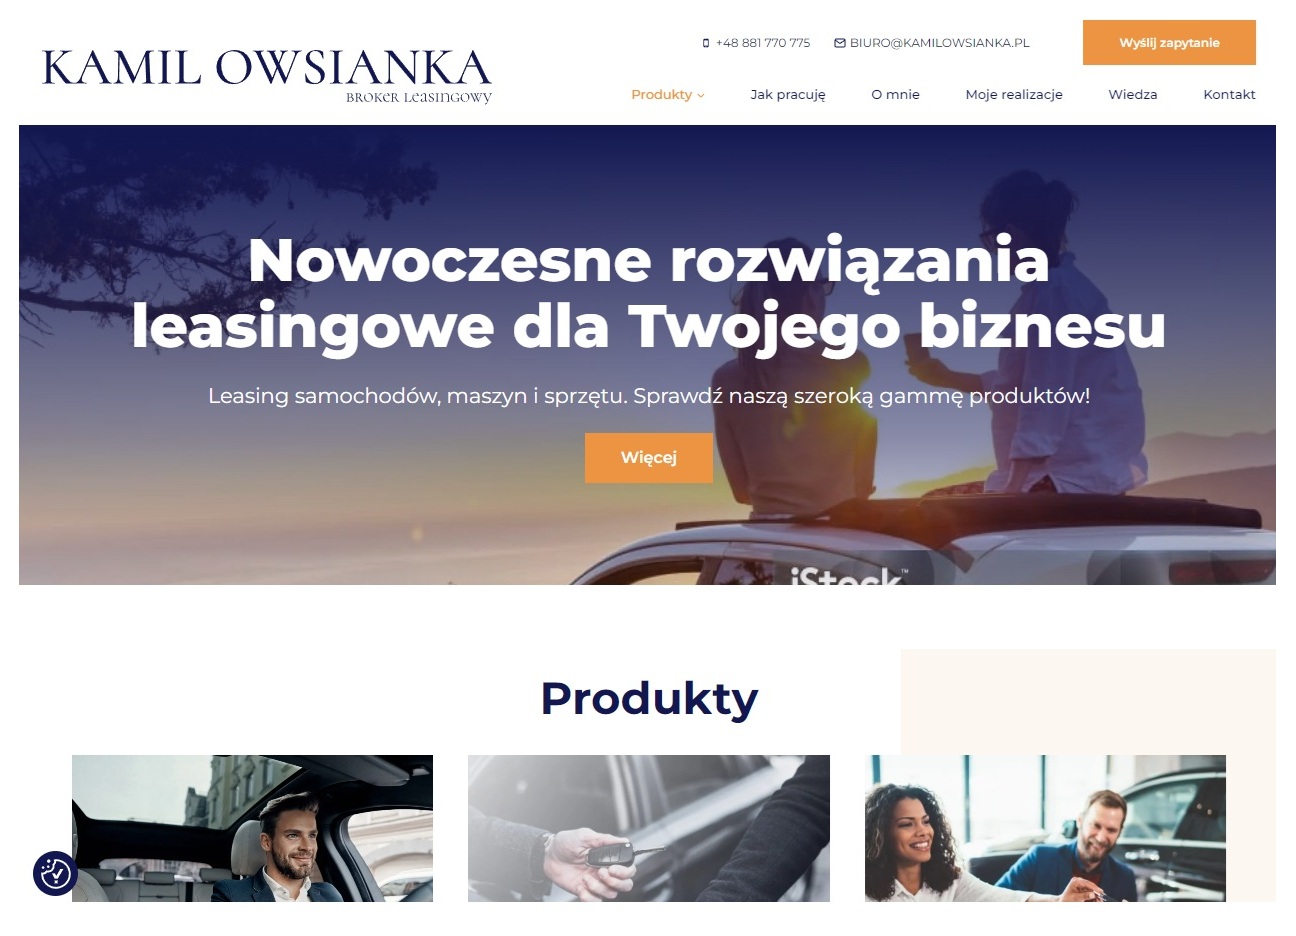 KAMIL OWSIANKA
Broker Leasingowy
+48 881 770 775
BIURO@KAMILOWSIANKA.PL
Wyślij zapytanie
Produkty
Jak pracuję
O mnie
Moje realizacje
Wiedza
Kontakt
Nowoczesne rozwiązania
leasingowe dla Twojego biznesu
Leasing samochodów, maszyn i sprzętu. Sprawdź naszą szeroką gammę produktów!
Więcej
iStock™
Produkty